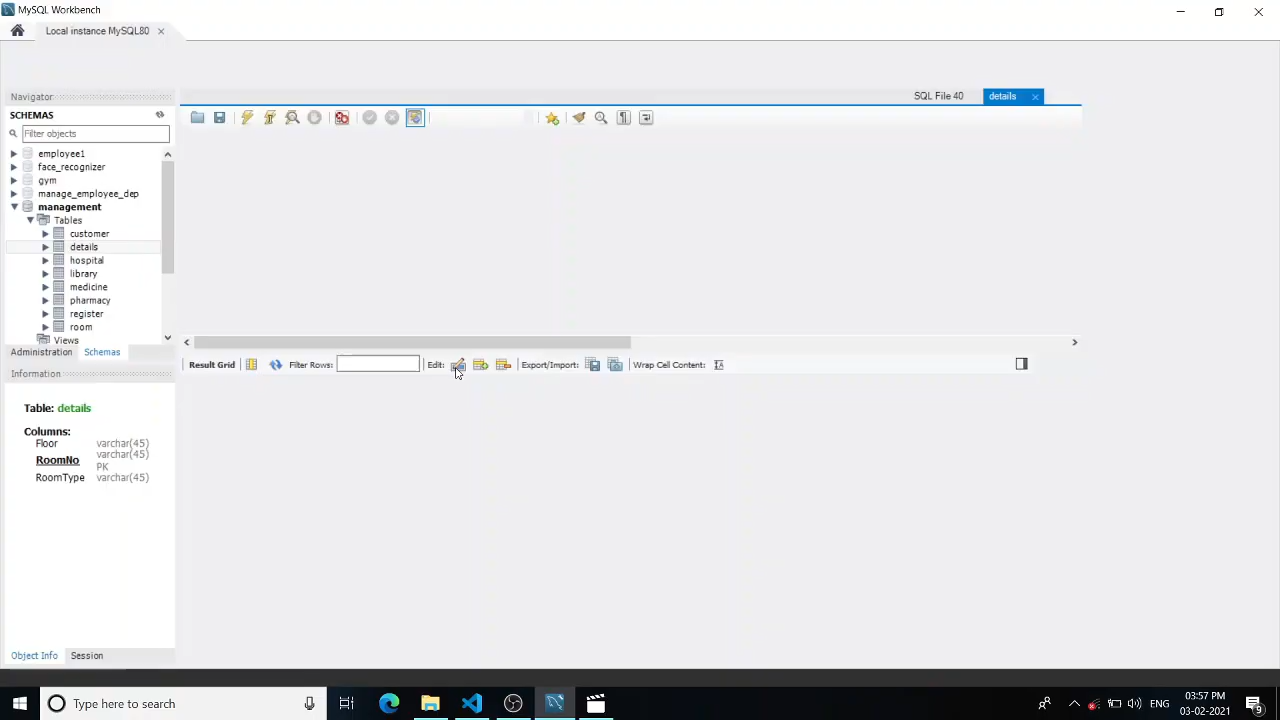 MySQL Workbench
Local instance MySQL80
Navigator
SQL File 40
details
SCHEMAS
Filter objects
employee1
face_recognizer
gym
manage_employee_dep
management
Tables
customer
details
hospital
library
medicine
pharmacy
register
room
Views
Administration Schemas
Result Grid Filter Rows: Edit: Export/Import: Wrap Cell Content:
Information
Table: details
Columns:
Floor varchar(45)
RoomNo varchar(45) PK
RoomType varchar(45)
Object Info Session
Type here to search
ENG
03:57 PM
03-02-2021
9